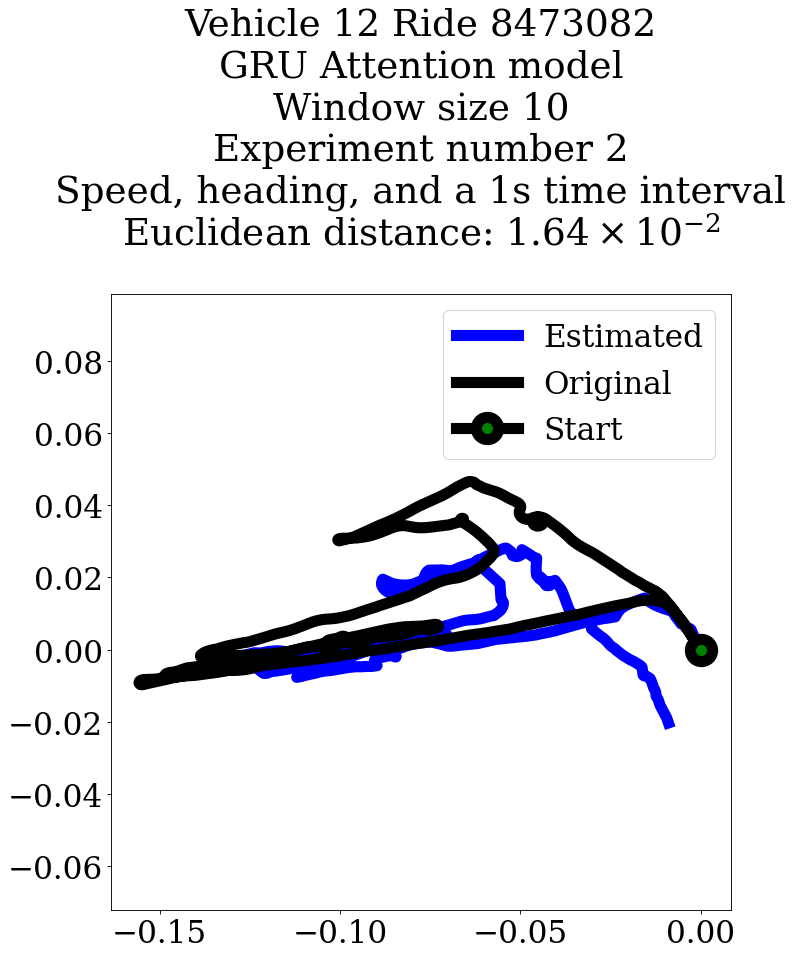 Vehicle 12 Ride 8473082
GRU Attention model
Window size 10
Experiment number 2
Speed, heading, and a 1s time interval
Euclidean distance: 1.64 × 10⁻²
Estimated
Original
Start
0.08
0.06
0.04
0.02
0.00
−0.02
−0.04
−0.06
−0.15 −0.10 −0.05 0.00